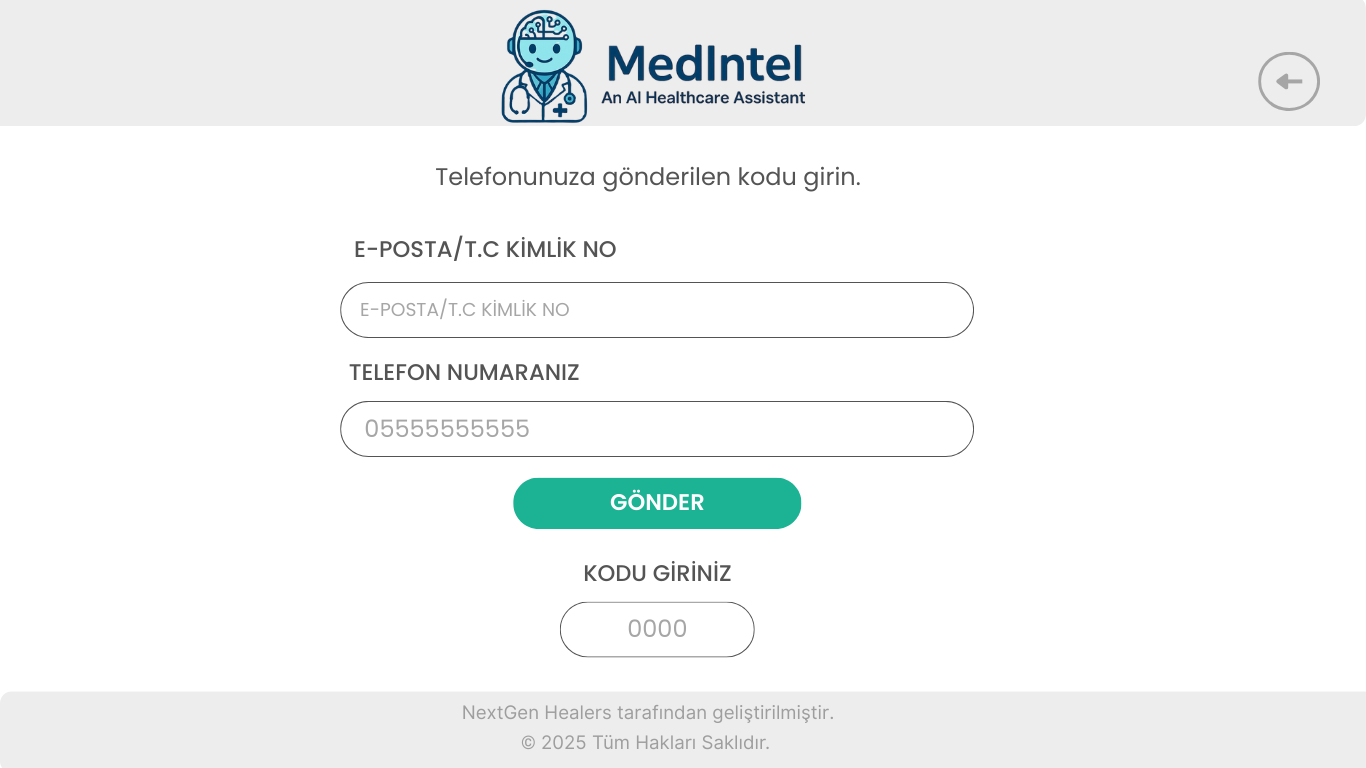 MedIntel
An AI Healthcare Assistant
Telefonunuza gönderilen kodu girin.
E-POSTA/T.C KİMLİK NO
E-POSTA/T.C KİMLİK NO
TELEFON NUMARANIZ
05555555555
GÖNDER
KODU GİRİNİZ
0000
NextGen Healers tarafından geliştirilmiştir.
© 2025 Tüm Hakları Saklıdır.